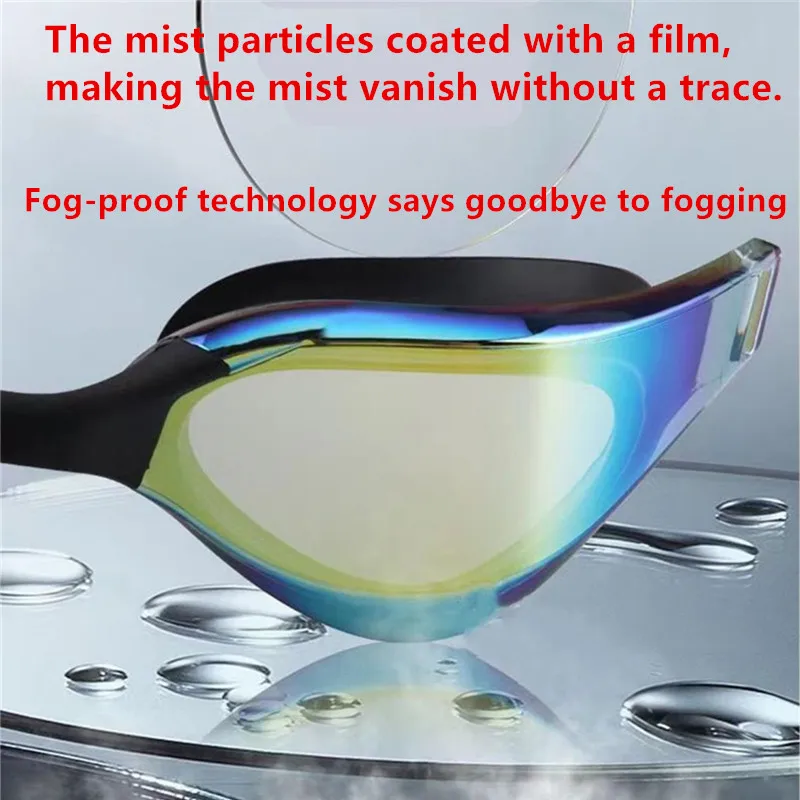 The mist particles coated with a film,
making the mist vanish without a trace.
Fog-proof technology says goodbye to fogging